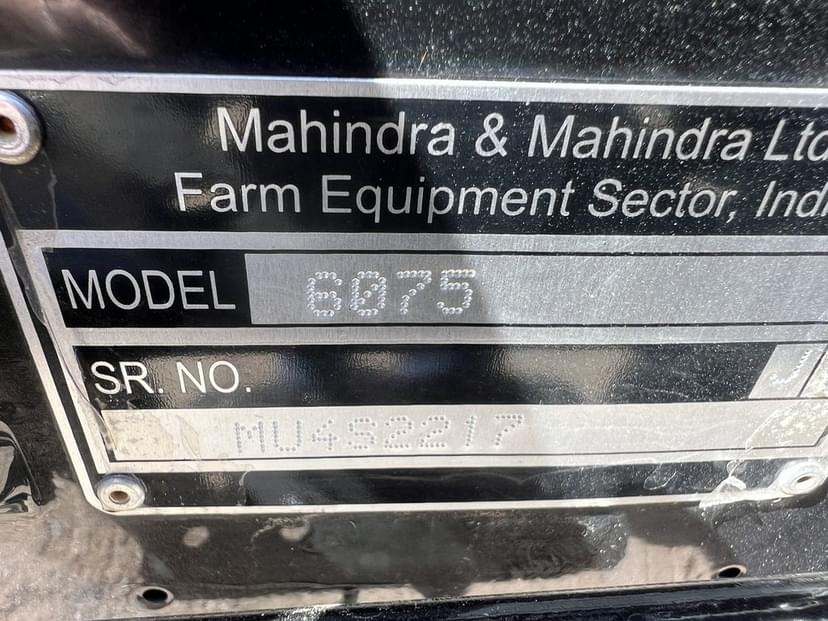 Mahindra & Mahindra Ltd
Farm Equipment Sector, Indi
MODEL 6075
SR. NO. J
MU4S2217